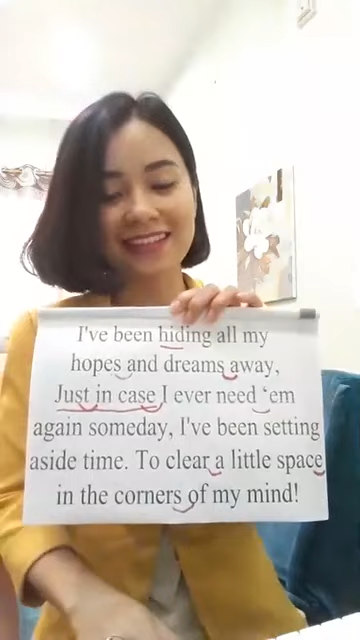 I've been hiding all my
hopes and dreams away,
Just in case I ever need 'em
again someday, I've been setting
aside time. To clear a little space
in the corners of my mind!